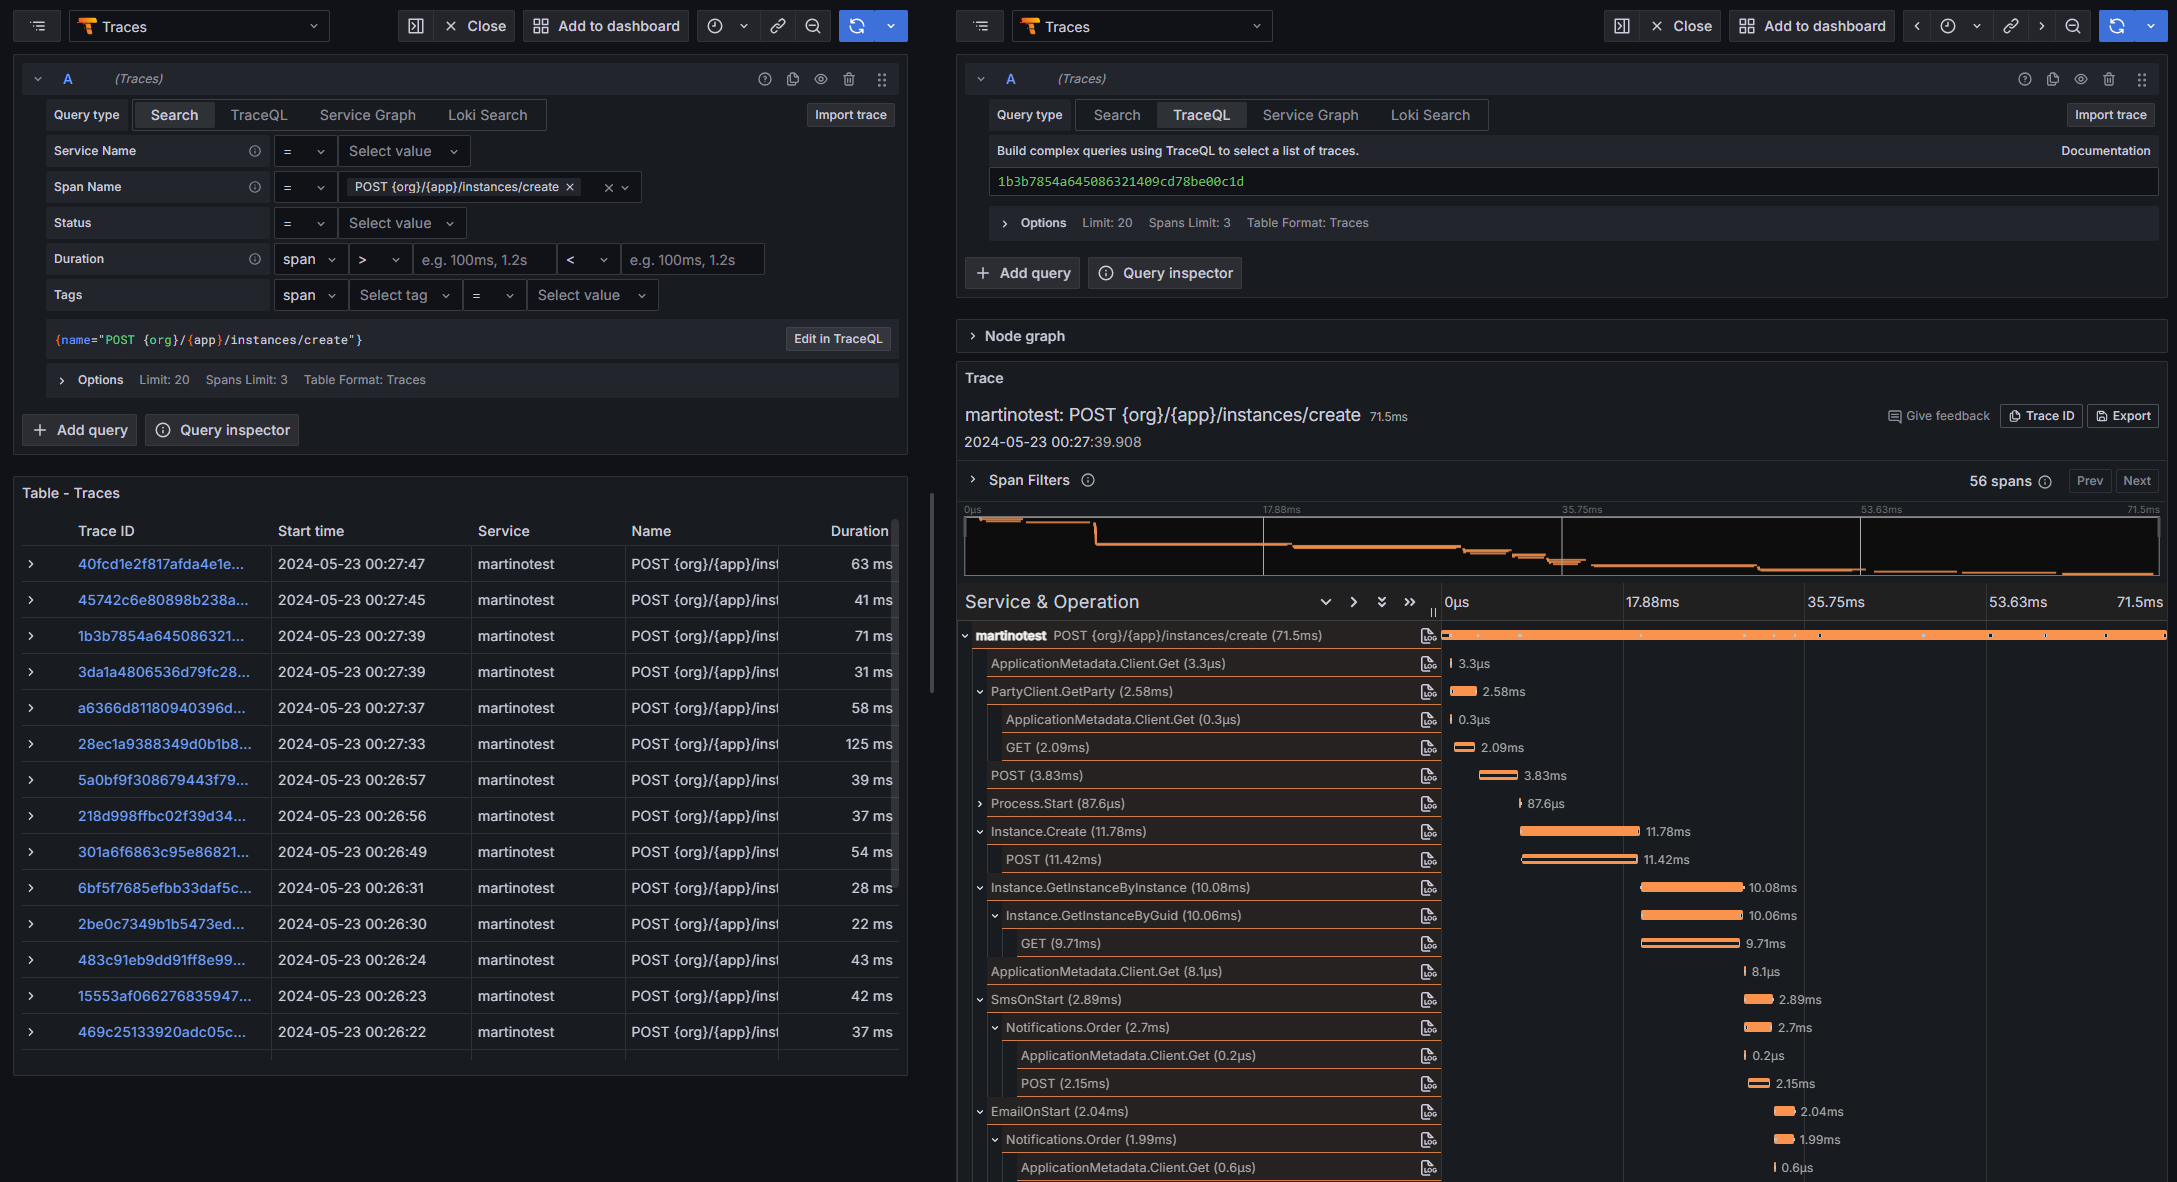 Traces
Close
Add to dashboard
A
(Traces)
Query type
Search
TraceQL
Service Graph
Loki Search
Import trace
Service Name
=
Select value
Span Name
=
POST {org}/{app}/instances/create
Status
=
Select value
Duration
span
>
e.g. 100ms, 1.2s
<
e.g. 100ms, 1.2s
Tags
span
Select tag
=
Select value
{name="POST {org}/{app}/instances/create"}
Edit in TraceQL
Options Limit: 20 Spans Limit: 3 Table Format: Traces
Add query
Query inspector
Table - Traces
Trace ID Start time Service Name Duration
40fcd1e2f817afda4e1e... 2024-05-23 00:27:47 martinotest POST {org}/{app}/inst 63 ms
45742c6e80898b238a... 2024-05-23 00:27:45 martinotest POST {org}/{app}/inst 41 ms
1b3b7854a645086321... 2024-05-23 00:27:39 martinotest POST {org}/{app}/inst 71 ms
3da1a4806536d79fc28... 2024-05-23 00:27:39 martinotest POST {org}/{app}/inst 31 ms
a6366d81180940396d... 2024-05-23 00:27:37 martinotest POST {org}/{app}/inst 58 ms
28ec1a9388349d0b1b8... 2024-05-23 00:27:33 martinotest POST {org}/{app}/inst 125 ms
5a0bf9f308679443f79... 2024-05-23 00:26:57 martinotest POST {org}/{app}/inst 39 ms
218d998ffbc02f39d34... 2024-05-23 00:26:56 martinotest POST {org}/{app}/inst 37 ms
301a6f6863c95e86821... 2024-05-23 00:26:49 martinotest POST {org}/{app}/inst 54 ms
6bf5f7685efbb33daf5c... 2024-05-23 00:26:31 martinotest POST {org}/{app}/inst 28 ms
2be0c7349b1b5473ed... 2024-05-23 00:26:30 martinotest POST {org}/{app}/inst 22 ms
483c91eb9dd91ff8e99... 2024-05-23 00:26:24 martinotest POST {org}/{app}/inst 43 ms
15553af066276835947... 2024-05-23 00:26:23 martinotest POST {org}/{app}/inst 42 ms
469c25133920adc05c... 2024-05-23 00:26:22 martinotest POST {org}/{app}/inst 37 ms
Traces
Close
Add to dashboard
A
(Traces)
Query type
Search
TraceQL
Service Graph
Loki Search
Import trace
Build complex queries using TraceQL to select a list of traces.
Documentation
1b3b7854a645086321409cd78be00c1d
Options Limit: 20 Spans Limit: 3 Table Format: Traces
Add query
Query inspector
Node graph
Trace
martinotest: POST {org}/{app}/instances/create 71.5ms
Give feedback
Trace ID
Export
2024-05-23 00:27:39.908
Span Filters
56 spans
Prev
Next
0µs 17.88ms 35.75ms 53.63ms 71.5ms
Service & Operation
0µs 17.88ms 35.75ms 53.63ms 71.5ms
martinotest POST {org}/{app}/instances/create (71.5ms)
ApplicationMetadata.Client.Get (3.3µs) 3.3µs
PartyClient.GetParty (2.58ms) 2.58ms
ApplicationMetadata.Client.Get (0.3µs) 0.3µs
GET (2.09ms) 2.09ms
POST (3.83ms) 3.83ms
Process.Start (87.6µs) 87.6µs
Instance.Create (11.78ms) 11.78ms
POST (11.42ms) 11.42ms
Instance.GetInstanceByInstance (10.08ms) 10.08ms
Instance.GetInstanceByGuid (10.06ms) 10.06ms
GET (9.71ms) 9.71ms
ApplicationMetadata.Client.Get (8.1µs) 8.1µs
SmsOnStart (2.89ms) 2.89ms
Notifications.Order (2.7ms) 2.7ms
ApplicationMetadata.Client.Get (0.2µs) 0.2µs
POST (2.15ms) 2.15ms
EmailOnStart (2.04ms) 2.04ms
Notifications.Order (1.99ms) 1.99ms
ApplicationMetadata.Client.Get (0.6µs) 0.6µs